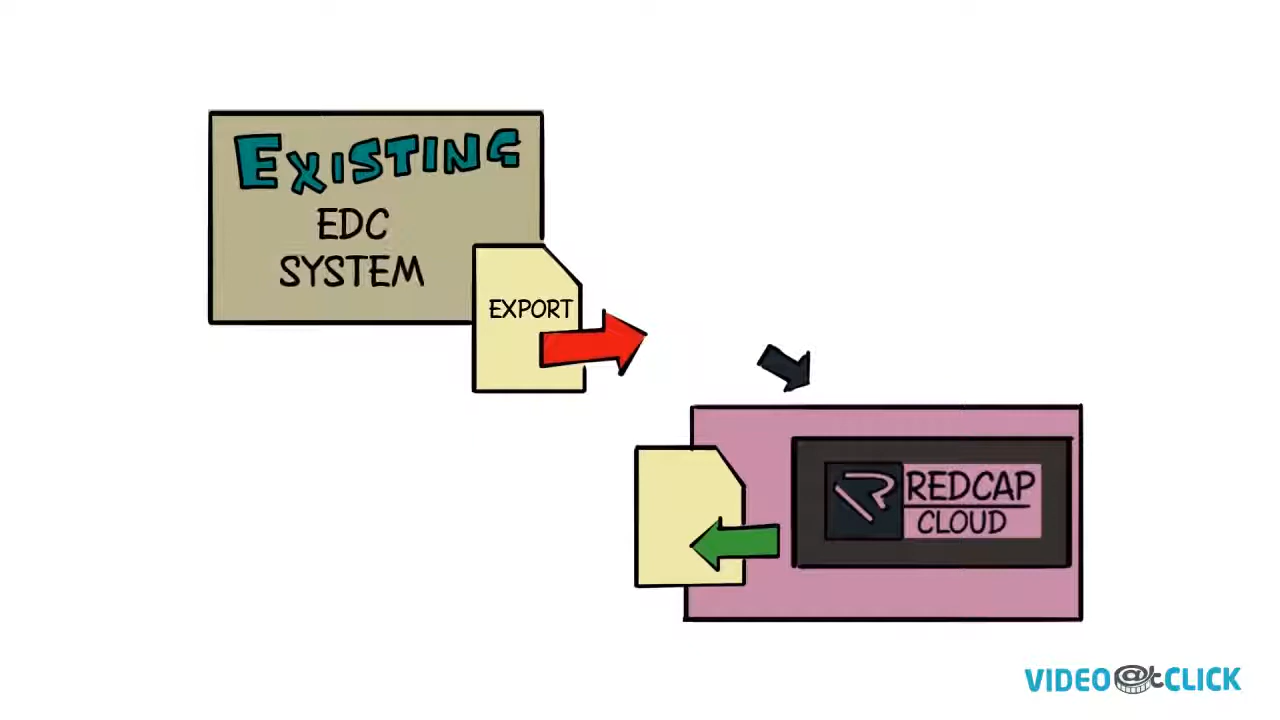 EXISTING
EDC
SYSTEM
EXPORT
REDCAP
CLOUD
VIDEO@CLICK